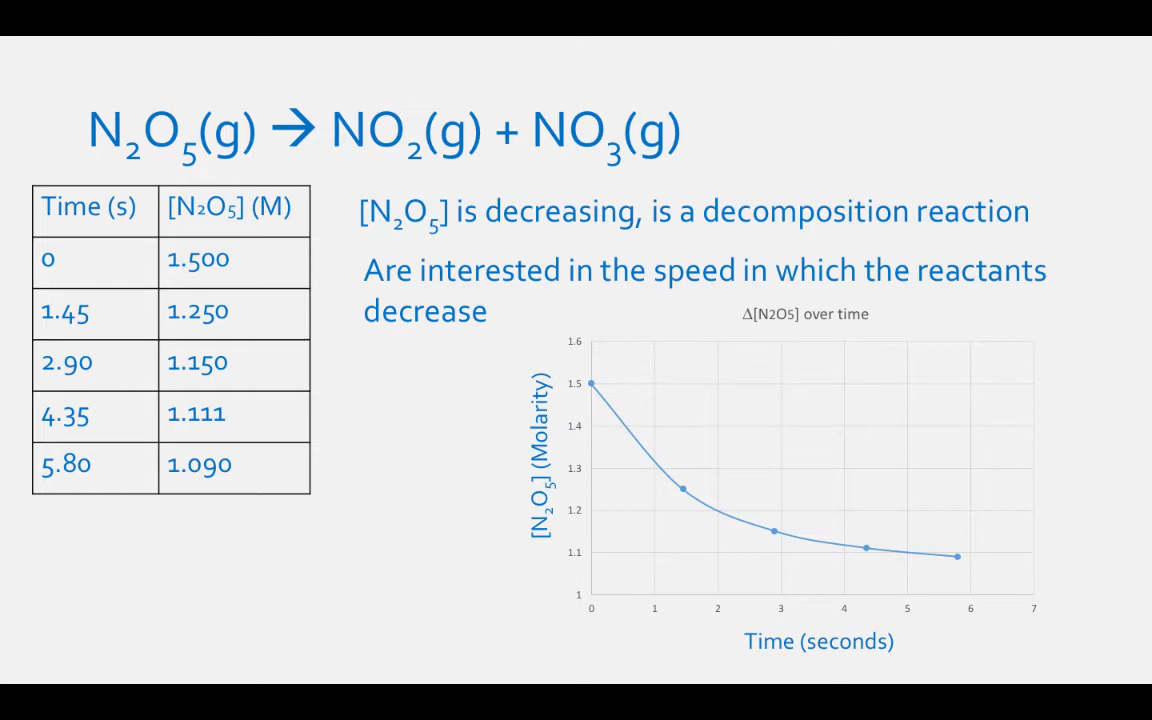 N₂O₅(g) → NO₂(g) + NO₃(g)
Time (s) [N₂O₅] (M)
0 1.500
1.45 1.250
2.90 1.150
4.35 1.111
5.80 1.090
[N₂O₅] is decreasing, is a decomposition reaction
Are interested in the speed in which the reactants
decrease
Δ[N₂O₅] over time
[N₂O₅] (Molarity)
1.6
1.5
1.4
1.3
1.2
1.1
1
0 1 2 3 4 5 6 7
Time (seconds)